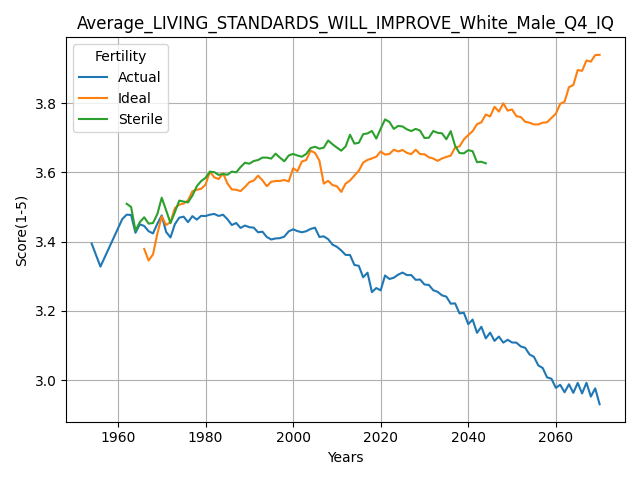 Average_LIVING_STANDARDS_WILL_IMPROVE_White_Male_Q4_IQ
Fertility
Actual
Ideal
Sterile
Score(1-5)
3.8
3.6
3.4
3.2
3.0
1960 1980 2000 2020 2040 2060
Years